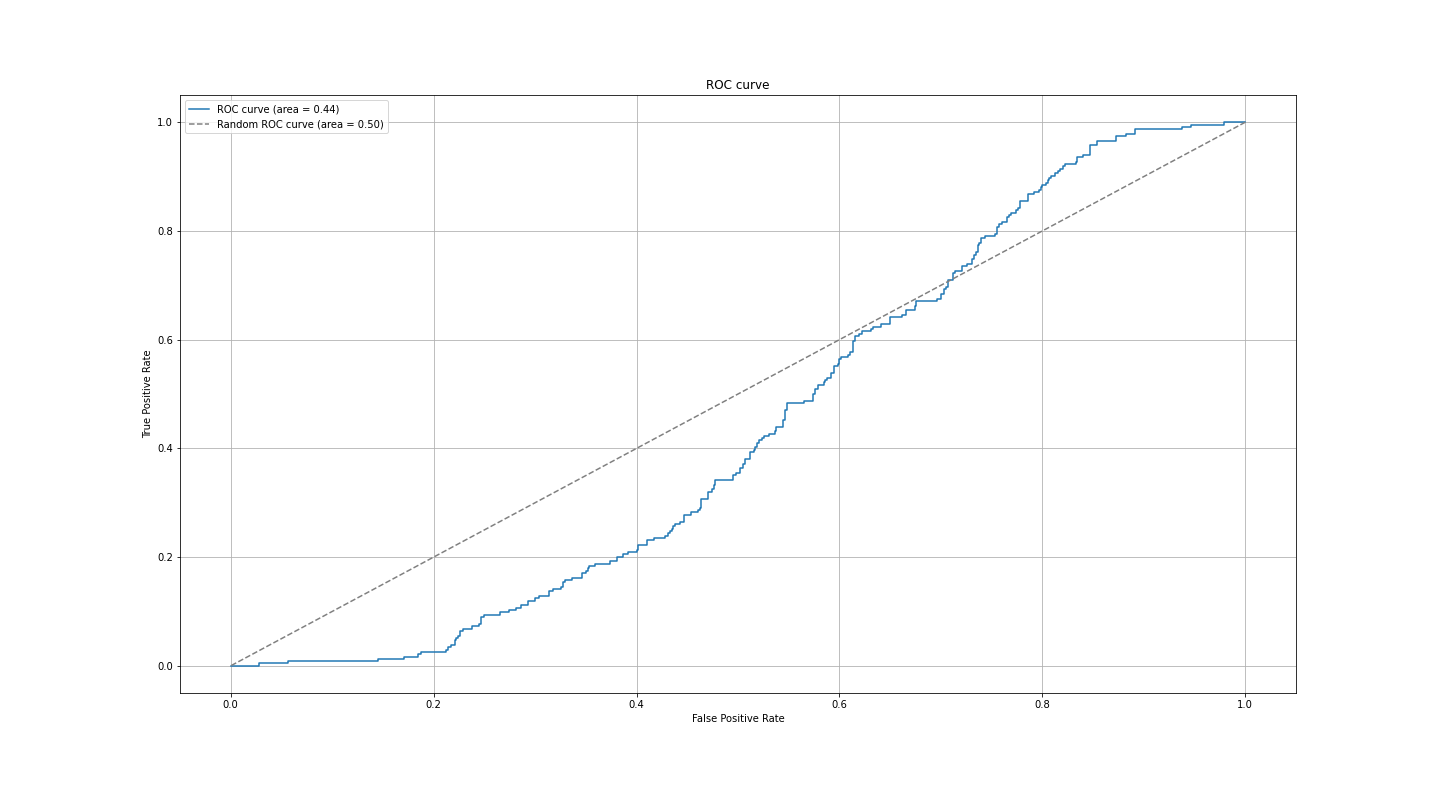 ROC curve
ROC curve (area = 0.44)
Random ROC curve (area = 0.50)
1.0
0.8
0.6
0.4
0.2
0.0
True Positive Rate
0.0 0.2 0.4 0.6 0.8 1.0
False Positive Rate